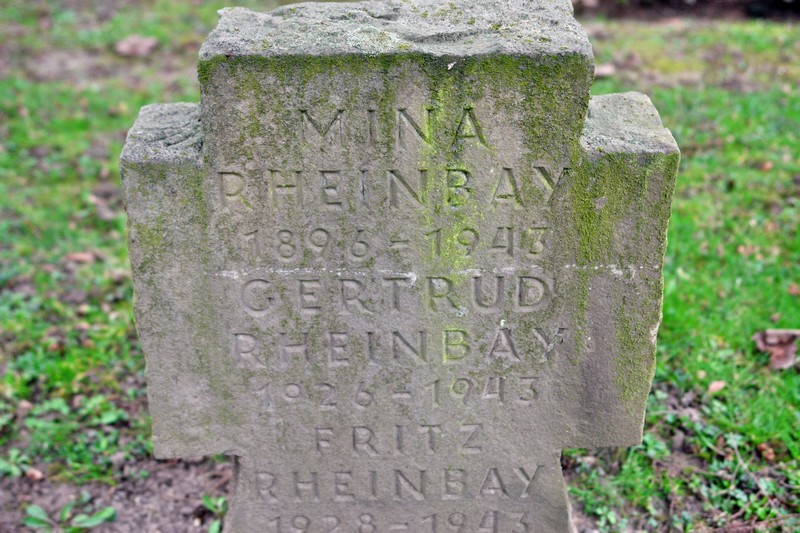 MINA
RHEINBAY
1896 - 1943
GERTRUD
RHEINBAY
1926 - 1943
FRITZ
RHEINBAY
1928 - 1943